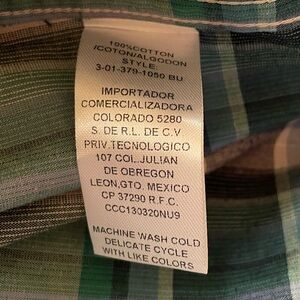 100%COTTON
/COTON/ALGODON
STYLE:
3-01-379-1050 BU
IMPORTADOR
COMERCIALIZADORA
COLORADO 5280
S. DE R.L. DE C.V
PRIV.TECNOLOGICO
107 COL.JULIAN
DE OBREGON
LEON,GTO. MEXICO
CP 37290 R.F.C.
CCC130320NU9
MACHINE WASH COLD
DELICATE CYCLE
WITH LIKE COLORS